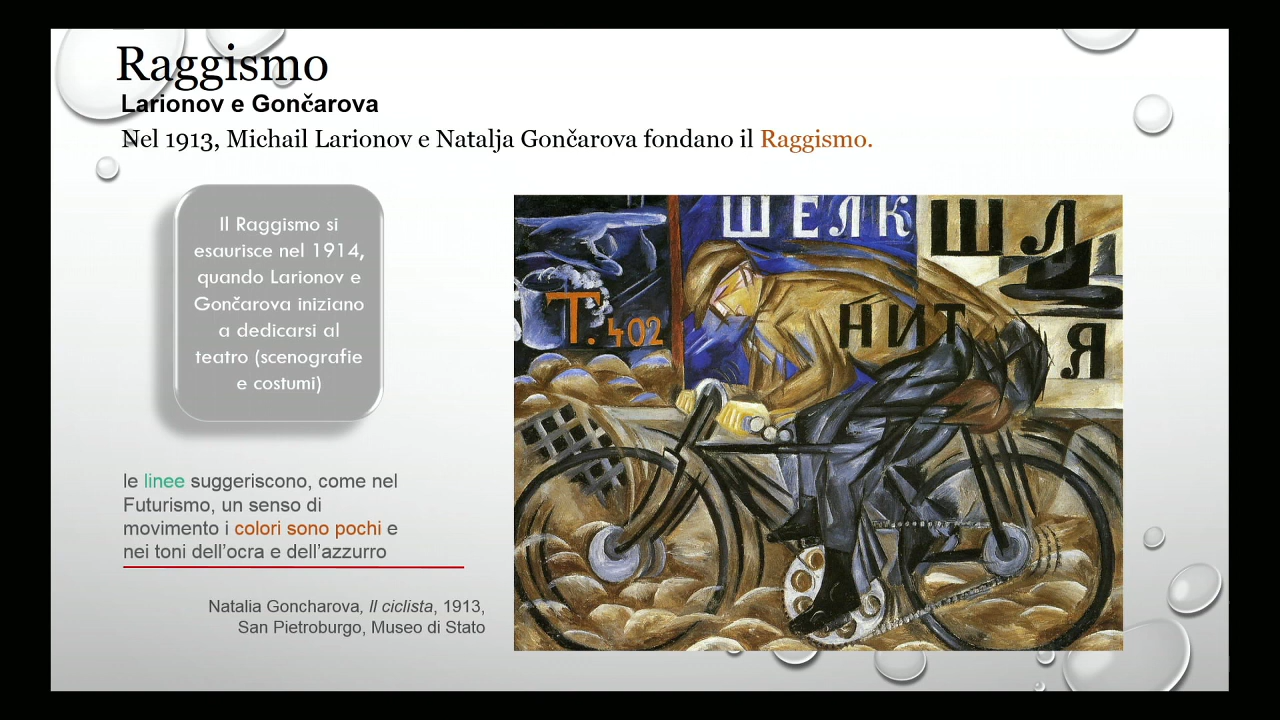 Raggismo
Larionov e Gončarova
Nel 1913, Michail Larionov e Natalja Gončarova fondano il Raggismo.
Il Raggismo si
esaurisce nel 1914,
quando Larionov e
Gončarova iniziano
a dedicarsi al
teatro (scenografie
e costumi)
le linee suggeriscono, come nel
Futurismo, un senso di
movimento i colori sono pochi e
nei toni dell'ocra e dell'azzurro
Natalia Goncharova, Il ciclista, 1913,
San Pietroburgo, Museo di Stato
ШЕЛК
ШЛ
Т. 402
НИТ
Я